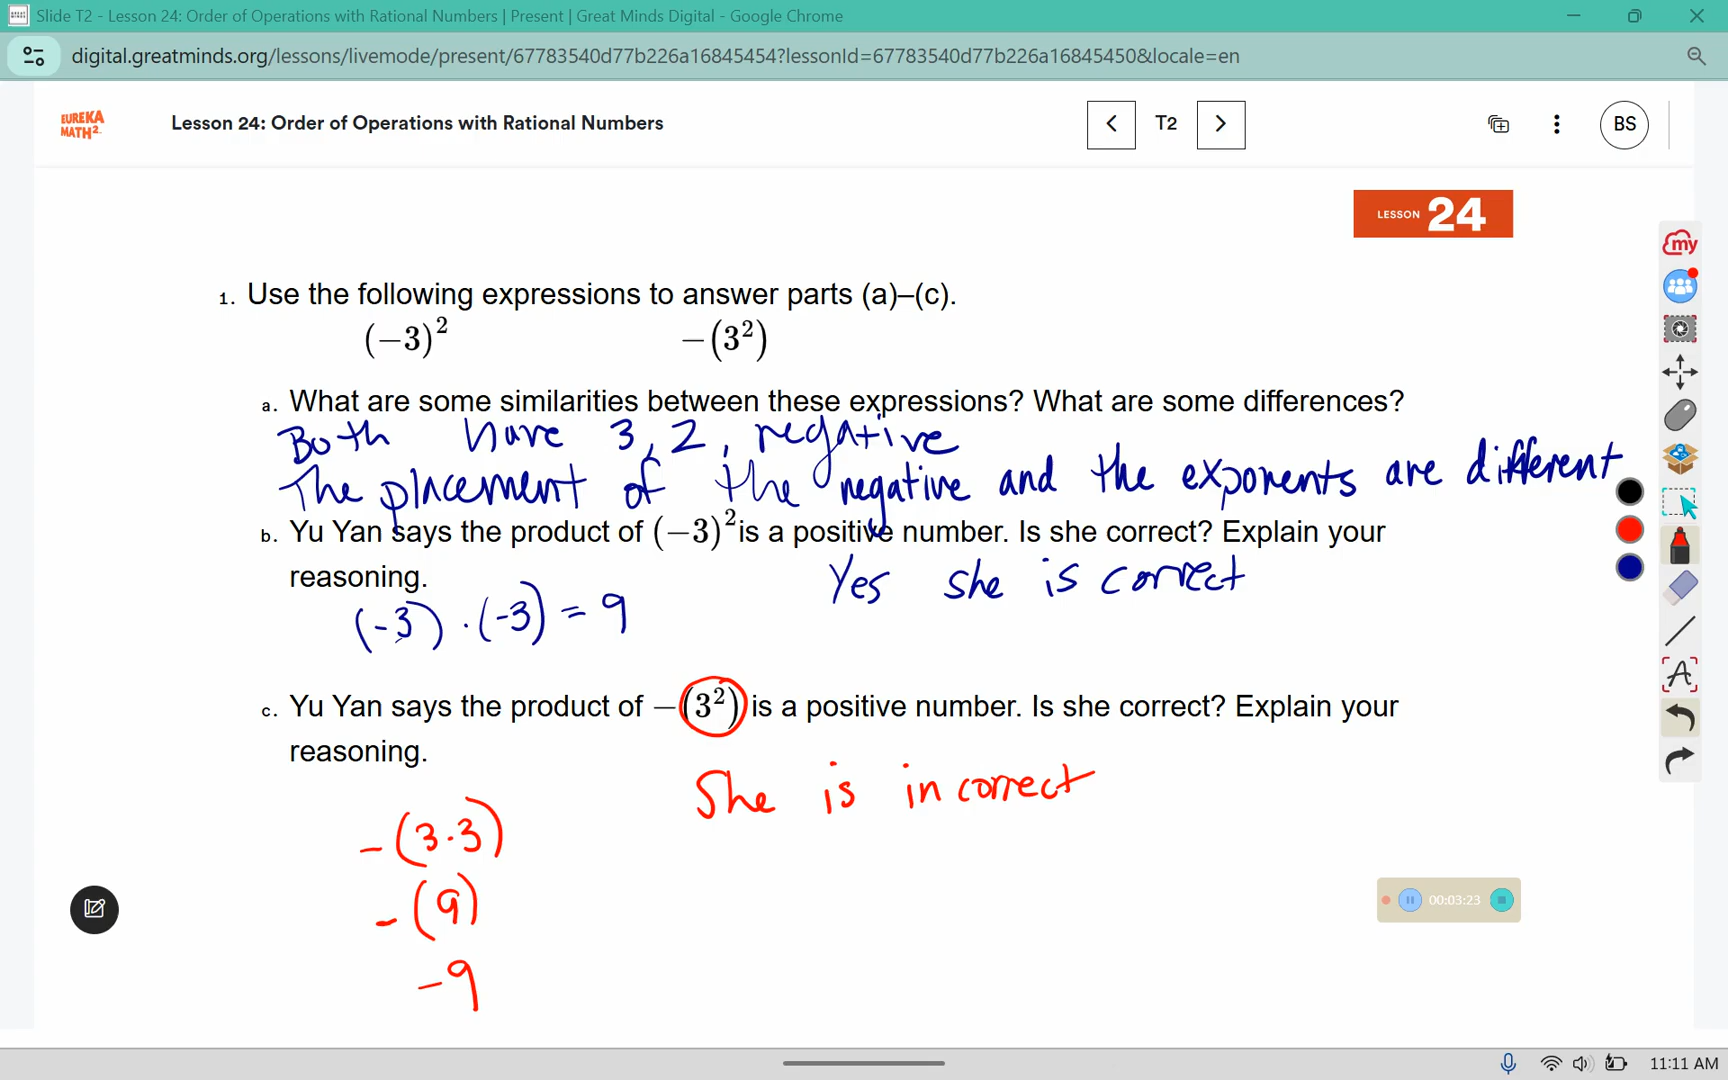 Slide T2 - Lesson 24: Order of Operations with Rational Numbers | Present | Great Minds Digital - Google Chrome
digital.greatminds.org/lessons/livemode/present/67783540d77b226a16845454?lessonId=67783540d77b226a16845450&locale=en
EUREKA
MATH²
Lesson 24: Order of Operations with Rational Numbers
T2
BS
LESSON 24
my
1. Use the following expressions to answer parts (a)–(c).
(−3)² −(3²)
a. What are some similarities between these expressions? What are some differences?
Both have 3, 2, negative
The placement of the negative and the exponents are different
b. Yu Yan says the product of (−3)² is a positive number. Is she correct? Explain your
reasoning.
Yes she is correct
(-3) · (-3) = 9
c. Yu Yan says the product of −(3²) is a positive number. Is she correct? Explain your
reasoning.
She is incorrect
-(3·3)
-(9)
-9
A
00:03:23
11:11 AM